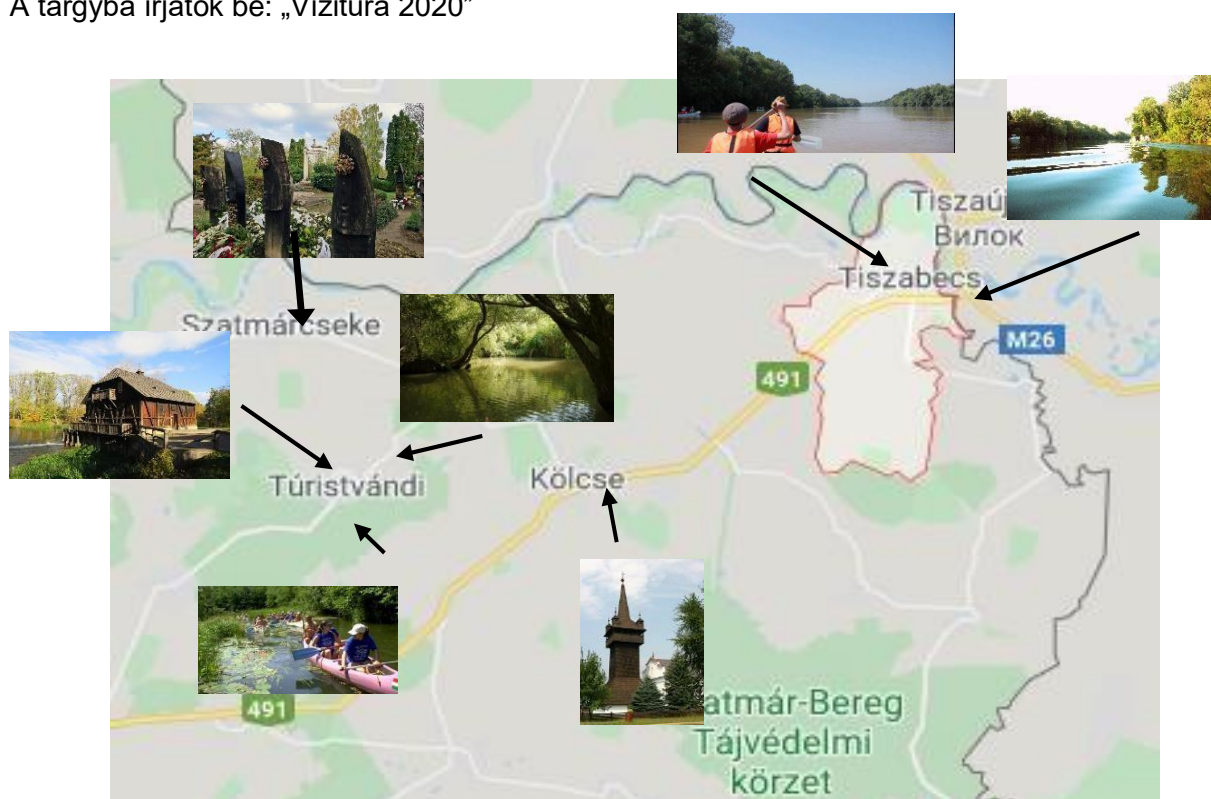 A tárgyba írjátok be: „Vízitúra 2020”
Tiszaúj
Вилок
Tiszabecs
M26
Szatmárcseke
491
Túristvándi
Kölcse
491
atmár-Bereg
Tájvédelmi
körzet